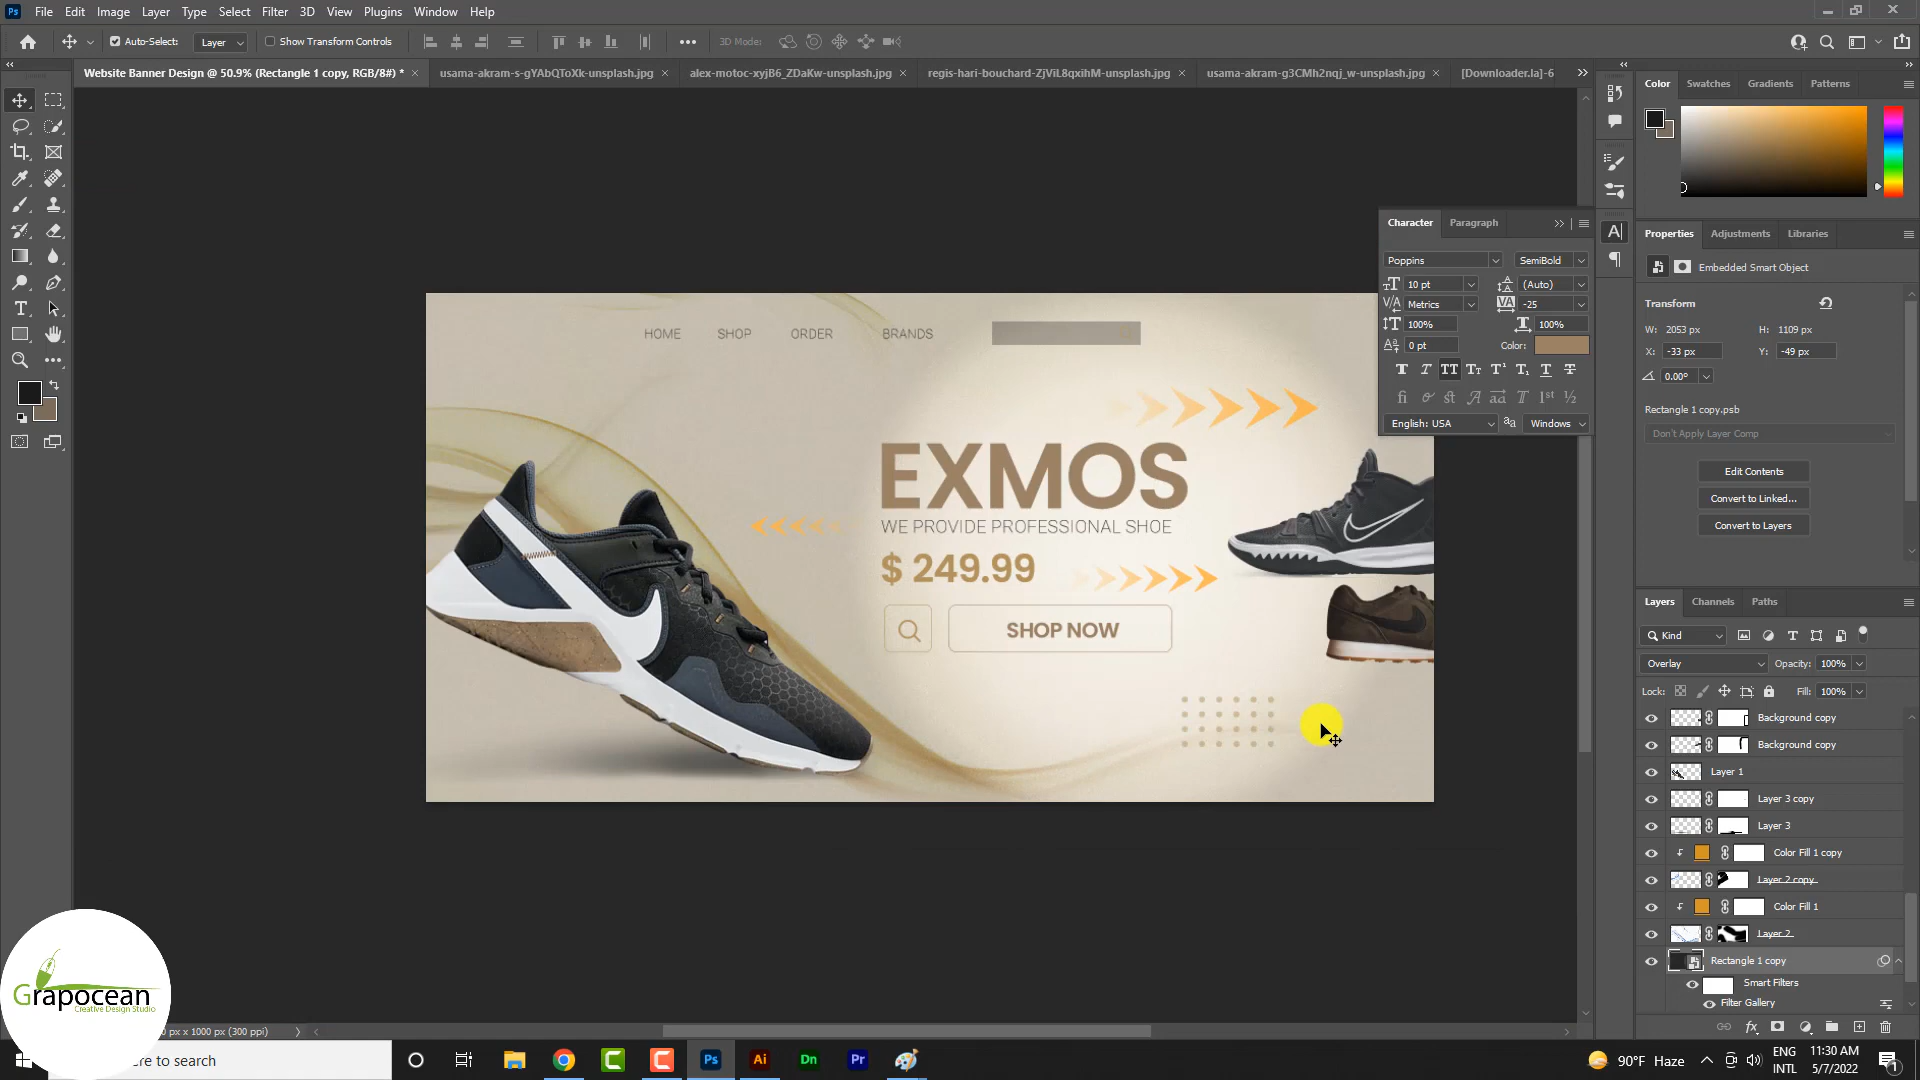 Ps File Edit Image Layer Type Select Filter 3D View Plugins Window Help
Auto-Select: Layer Show Transform Controls 3D Mode:
Website Banner Design @ 50.9% (Rectangle 1 copy, RGB/8#) * usama-akram-s-gYAbQToXk-unsplash.jpg alex-motoc-xyjB6_ZDaKw-unsplash.jpg regis-hari-bouchard-ZjViL8qxihM-unsplash.jpg usama-akram-g3CMh2nqj_w-unsplash.jpg [Downloader.la]-6
Color Swatches Gradients Patterns
Character Paragraph
Poppins SemiBold
10 pt (Auto)
Metrics -25
100% 100%
0 pt Color:
English: USA Windows
Properties Adjustments Libraries
Embedded Smart Object
Transform
W: 2053 px H: 1109 px
X: -33 px Y: -49 px
0.00°
Rectangle 1 copy.psb
Don't Apply Layer Comp
Edit Contents
Convert to Linked...
Convert to Layers
HOME SHOP ORDER BRANDS
EXMOS
WE PROVIDE PROFESSIONAL SHOE
$ 249.99
SHOP NOW
Layers Channels Paths
Kind
Overlay Opacity: 100%
Lock: Fill: 100%
Background copy
Background copy
Layer 1
Layer 3 copy
Layer 3
Color Fill 1 copy
Layer 2 copy
Color Fill 1
Layer 2
Rectangle 1 copy
Smart Filters
Filter Gallery
Grapocean
Creative Design Studio
px x 1000 px (300 ppi)
re to search
Ps Ai Dn Pr
90°F Haze
ENG
INTL
11:30 AM
5/7/2022
1